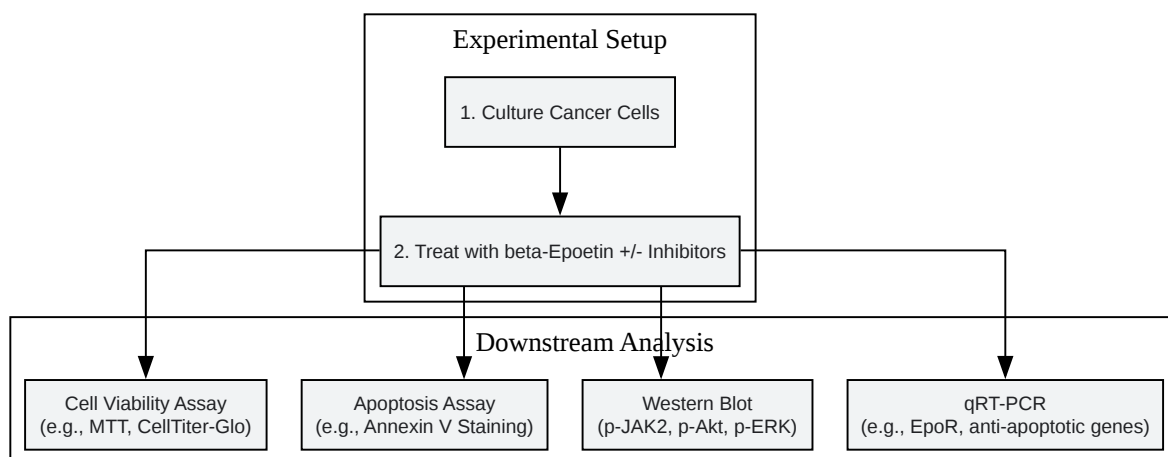 Experimental Setup
1. Culture Cancer Cells
2. Treat with beta-Epoetin +/- Inhibitors
Downstream Analysis
Cell Viability Assay
(e.g., MTT, CellTiter-Glo)
Apoptosis Assay
(e.g., Annexin V Staining)
Western Blot
(p-JAK2, p-Akt, p-ERK)
qRT-PCR
(e.g., EpoR, anti-apoptotic genes)